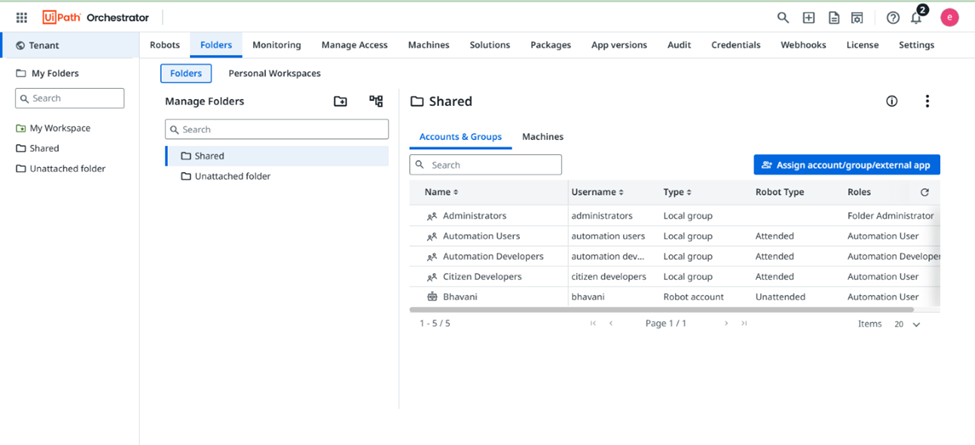 UiPath Orchestrator 2 e
Tenant Robots Folders Monitoring Manage Access Machines Solutions Packages App versions Audit Credentials Webhooks License Settings
My Folders Folders Personal Workspaces
Search Manage Folders Shared
My Workspace Search Accounts & Groups Machines
Shared Shared Search Assign account/group/external app
Unattached folder Unattached folder
Name Username Type Robot Type Roles
Administrators administrators Local group Folder Administrator
Automation Users automation users Local group Attended Automation User
Automation Developers automation dev... Local group Attended Automation Developer
Citizen Developers citizen developers Local group Attended Automation User
Bhavani bhavani Robot account Unattended Automation User
1 - 5 / 5 Page 1 / 1 Items 20